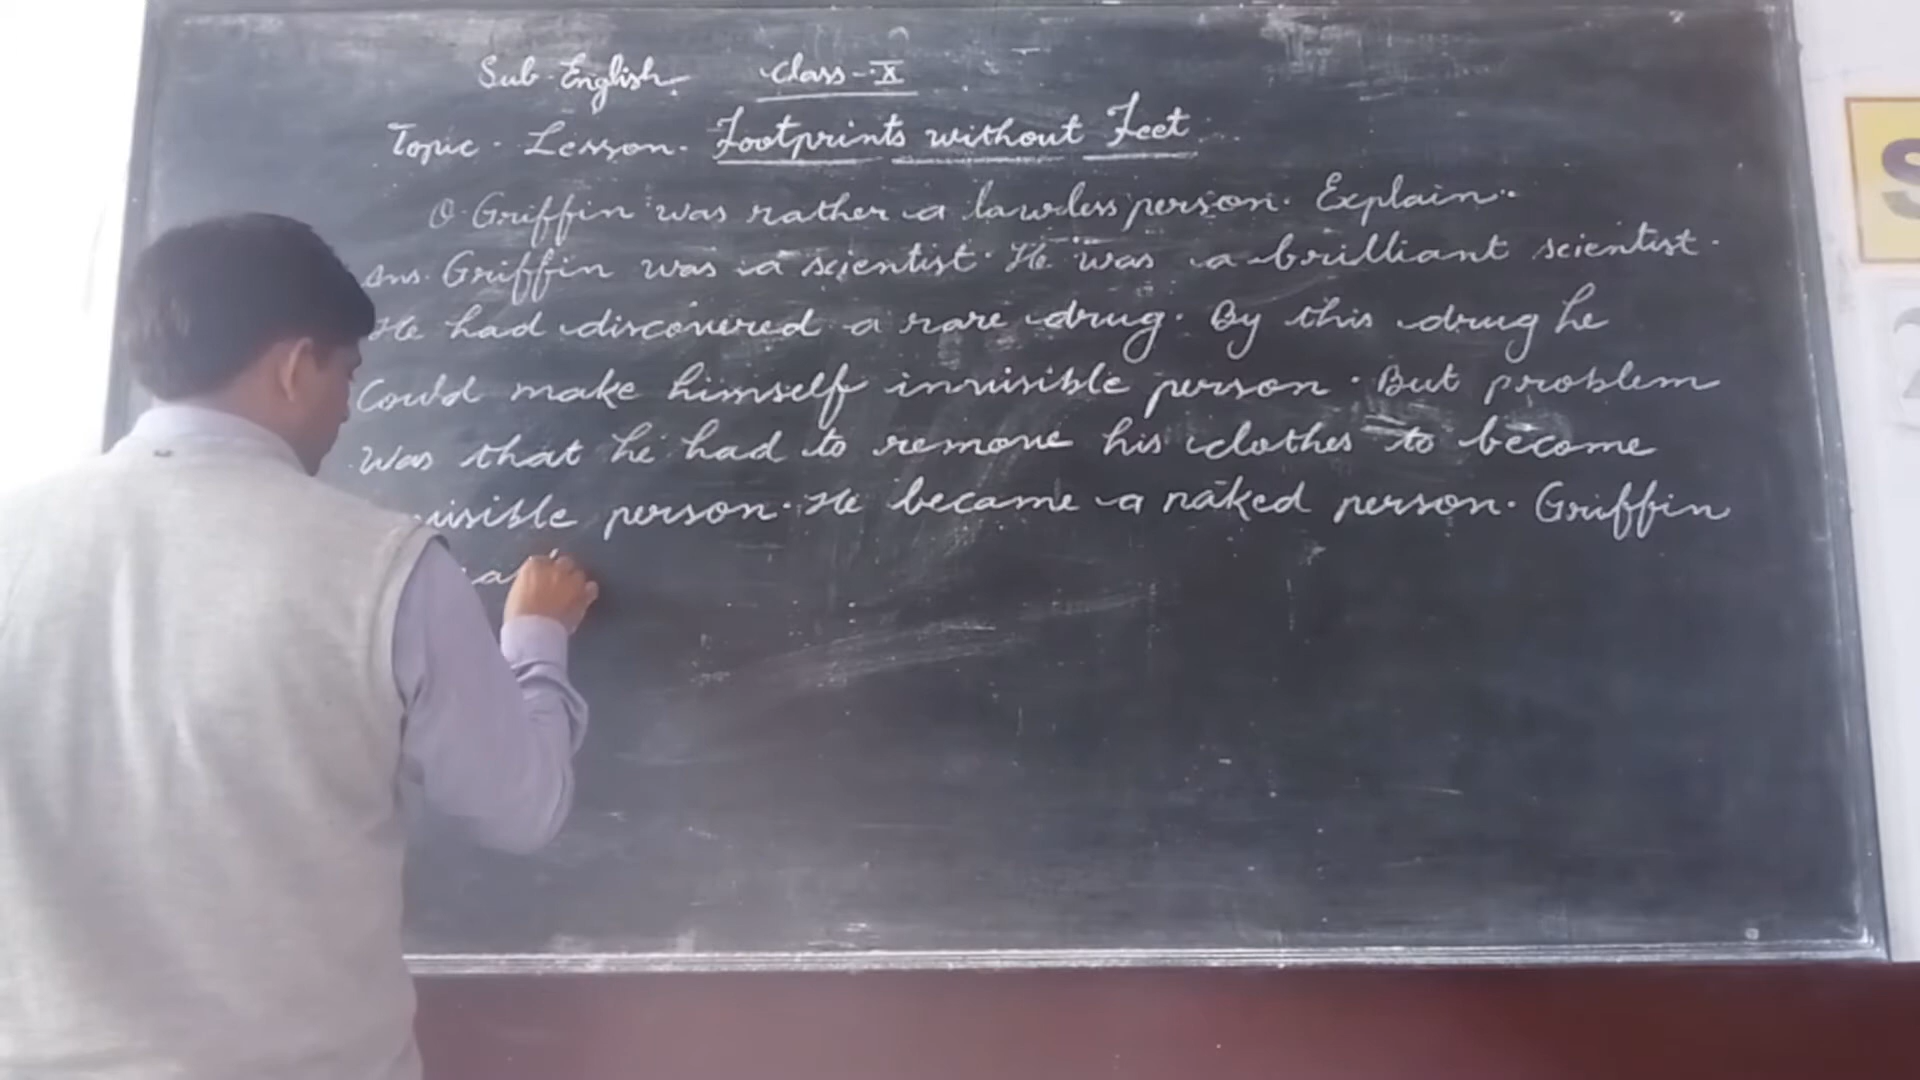 Sub. English Class-X
Topic. Lesson. Footprints without Feet
Q. Griffin was rather a lawless person. Explain.
Ans. Griffin was a scientist. He was a brilliant scientist.
He had discovered a rare drug. By this drug he
Could make himself invisible person. But problem
Was that he had to remove his clothes to become
visible person. He became a naked person. Griffin
S
2